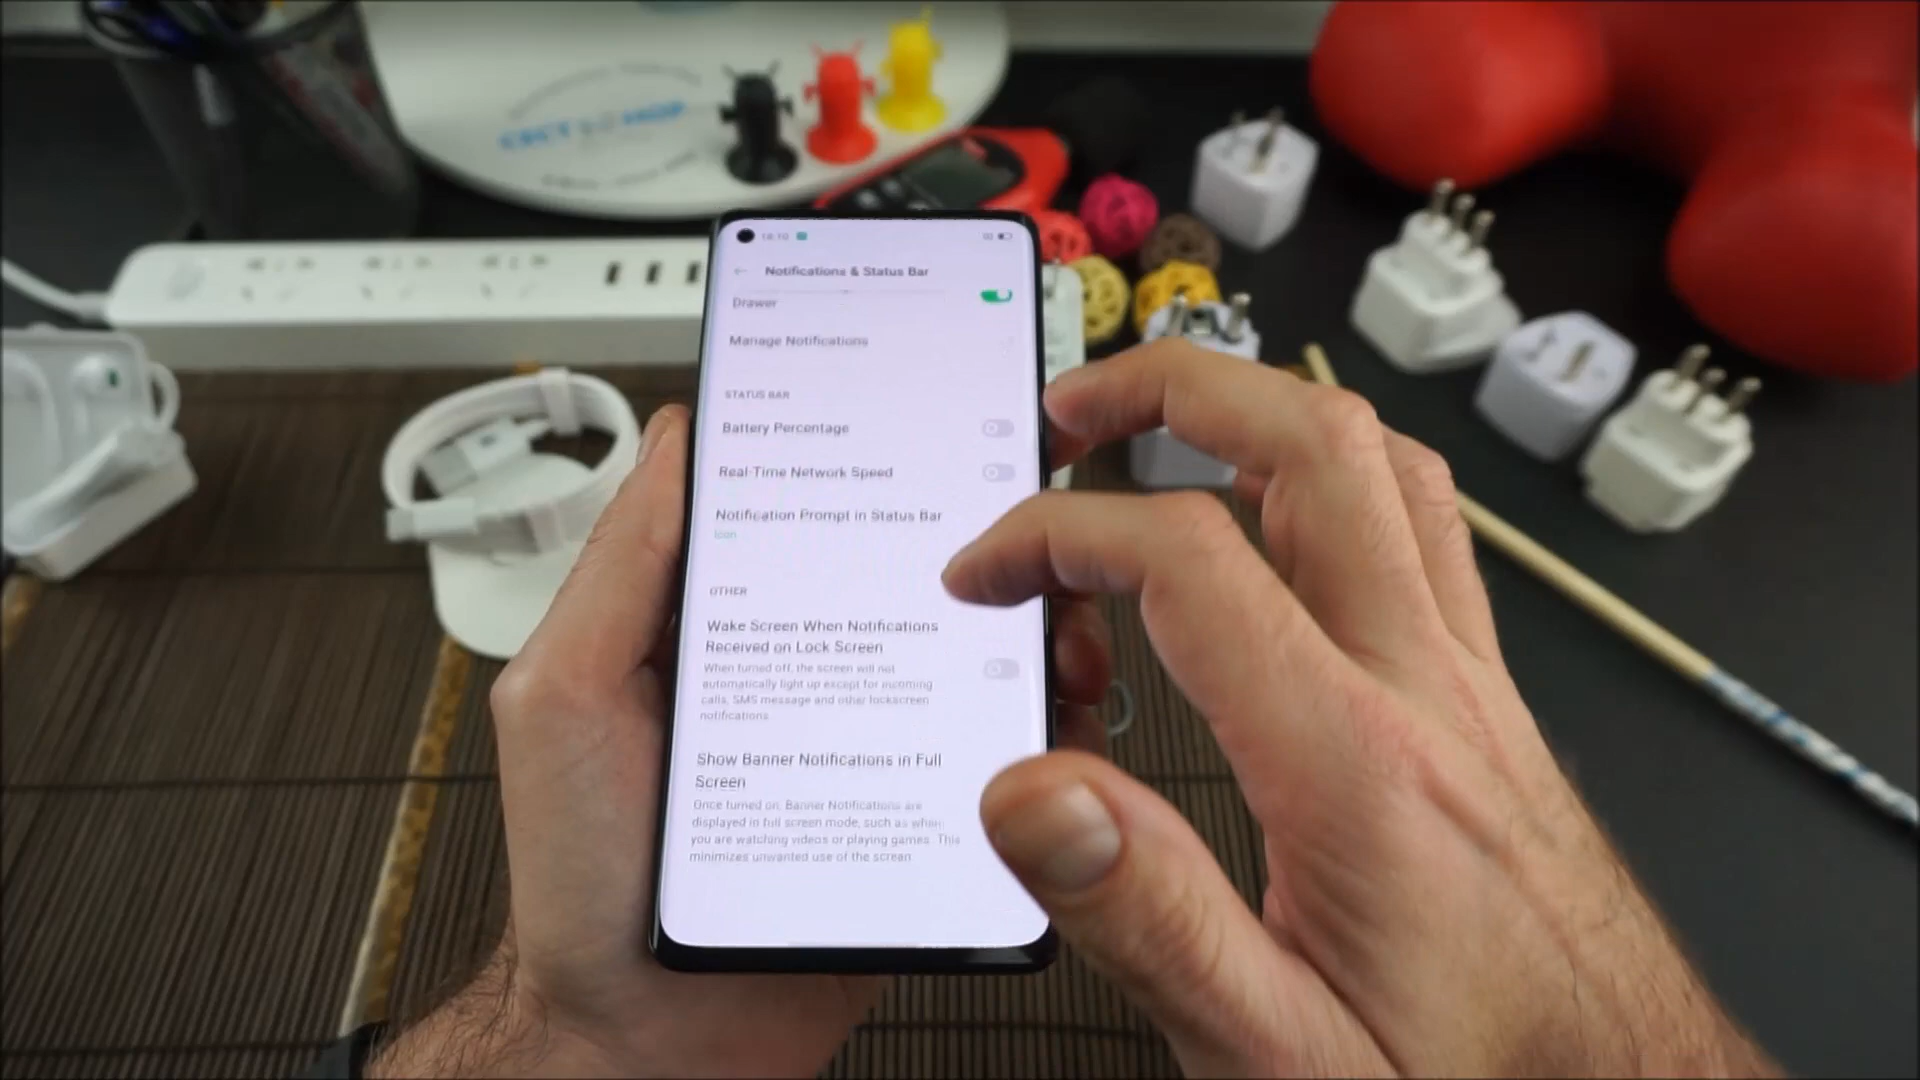 Notifications & Status Bar
Drawer
Manage Notifications
STATUS BAR
Battery Percentage
Real-Time Network Speed
Notification Prompt in Status Bar
Icon
OTHER
Wake Screen When Notifications
Received on Lock Screen
When turned off, the screen will not
automatically light up except for incoming
calls, SMS message and other lockscreen
notifications.
Show Banner Notifications in Full
Screen
Once turned on, Banner Notifications are
displayed in full screen mode, such as when
you are watching videos or playing games. This
minimizes unwanted use of the screen.